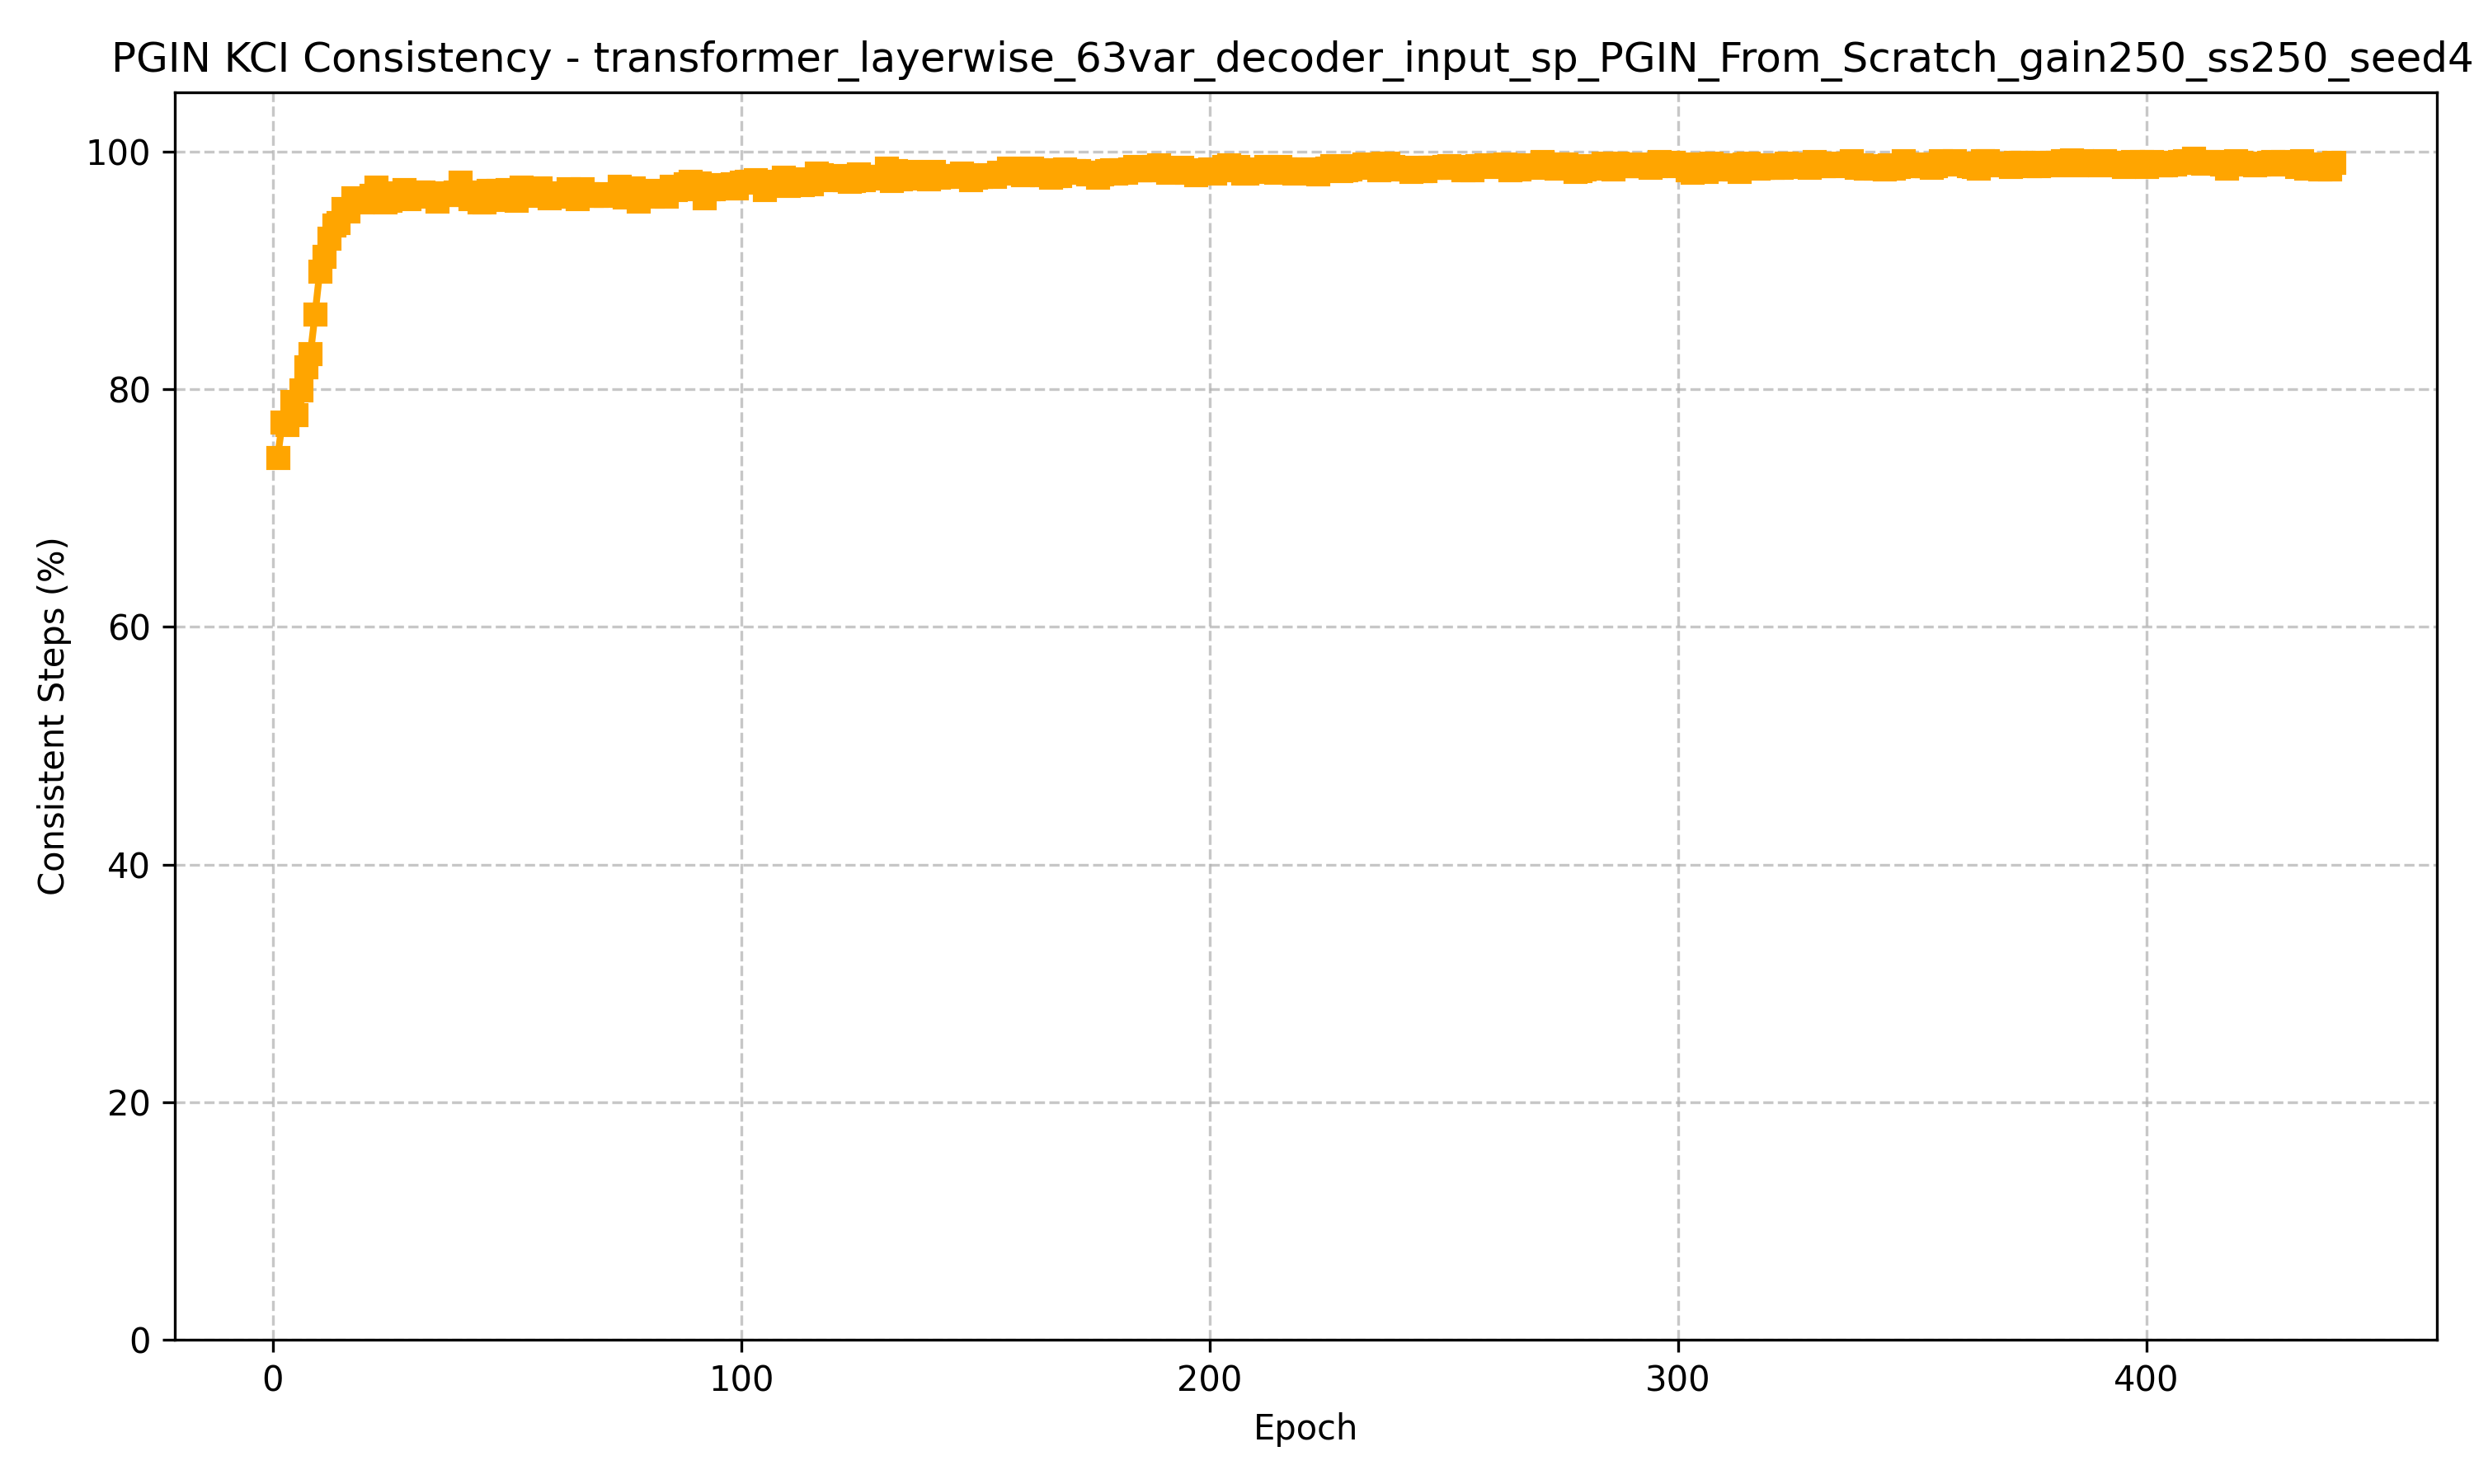 PGIN KCI Consistency - transformer_layerwise_63var_decoder_input_sp_PGIN_From_Scratch_gain250_ss250_seed4
100
80
60
40
20
0
Consistent Steps (%)
0 100 200 300 400
Epoch